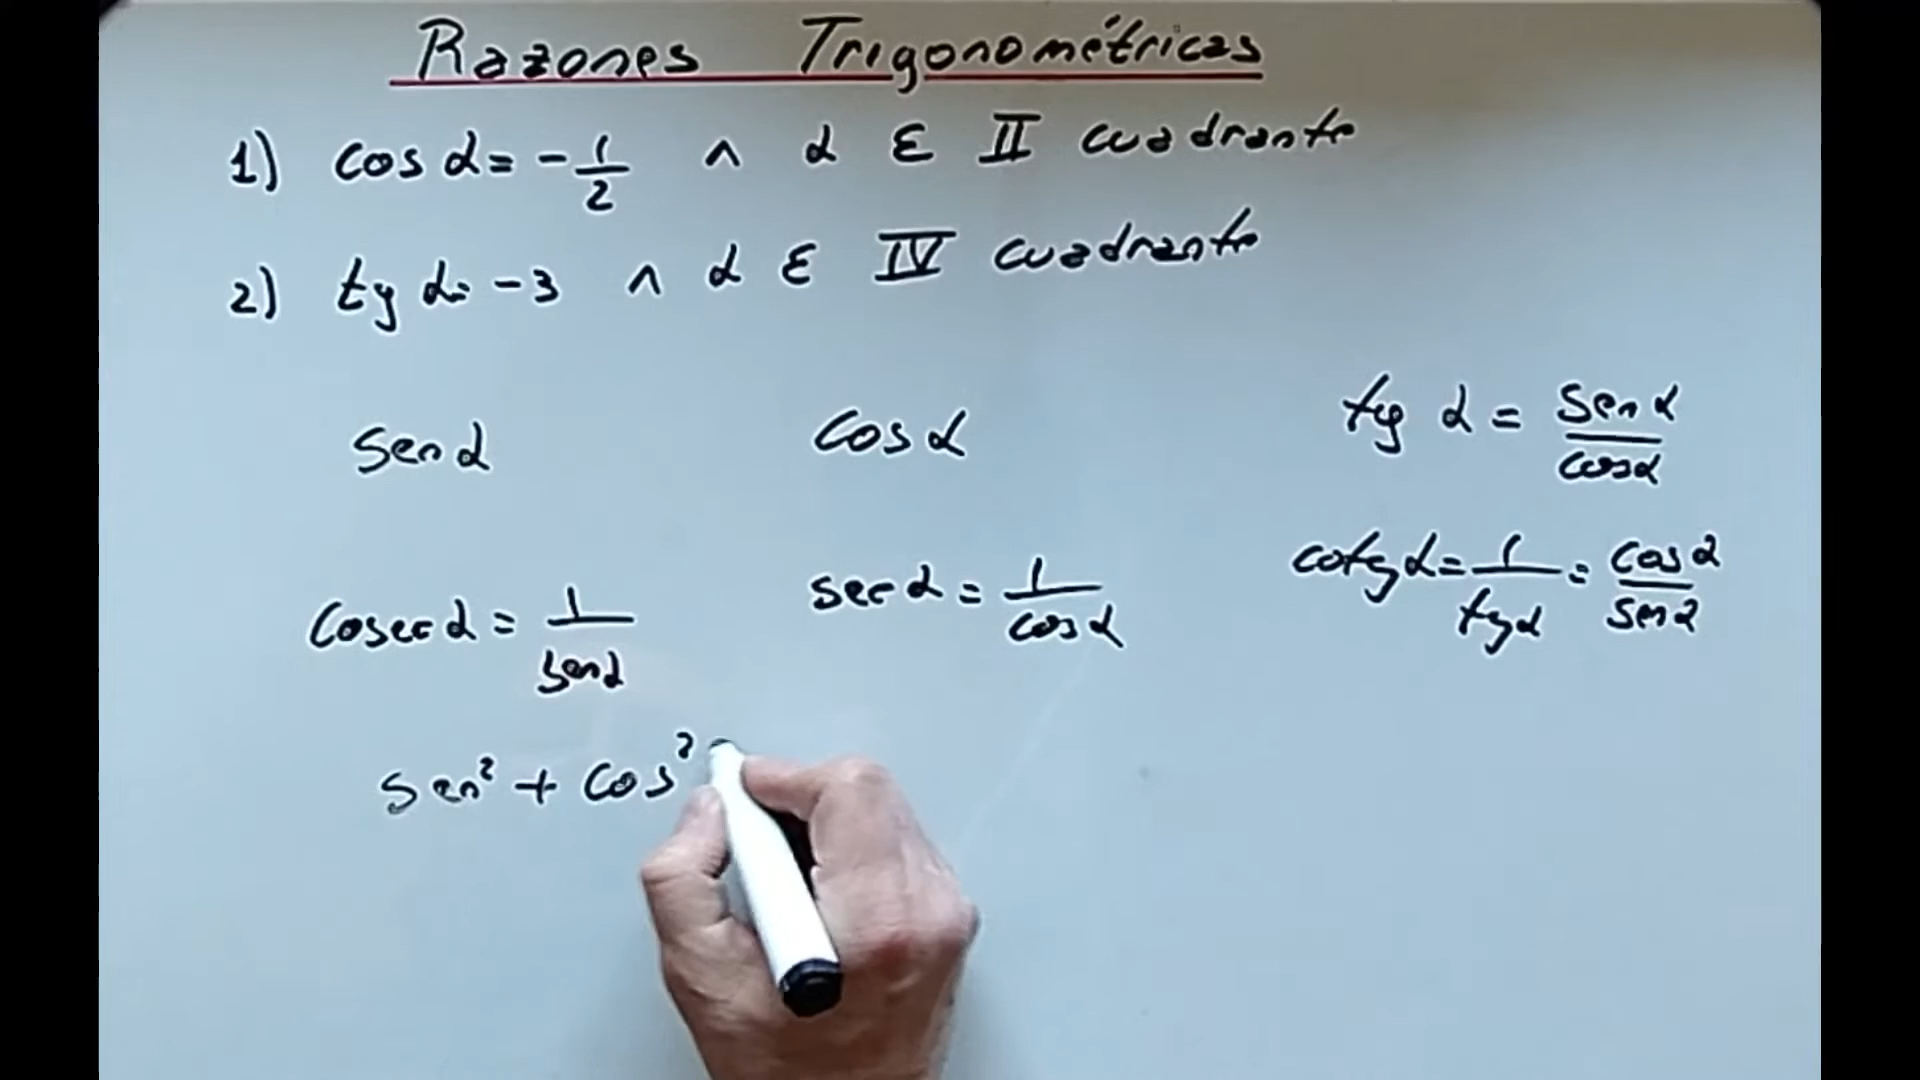 Razones Trigonométricas
1) cos α = - 1/2 ∧ α ε II cuadrante
2) tg α = -3 ∧ α ε IV cuadrante
sen α cos α tg α = sen α/cos α
cosec α = 1/sen α sec α = 1/cos α cotg α = 1/tg α = cos α/sen α
sen² + cos²